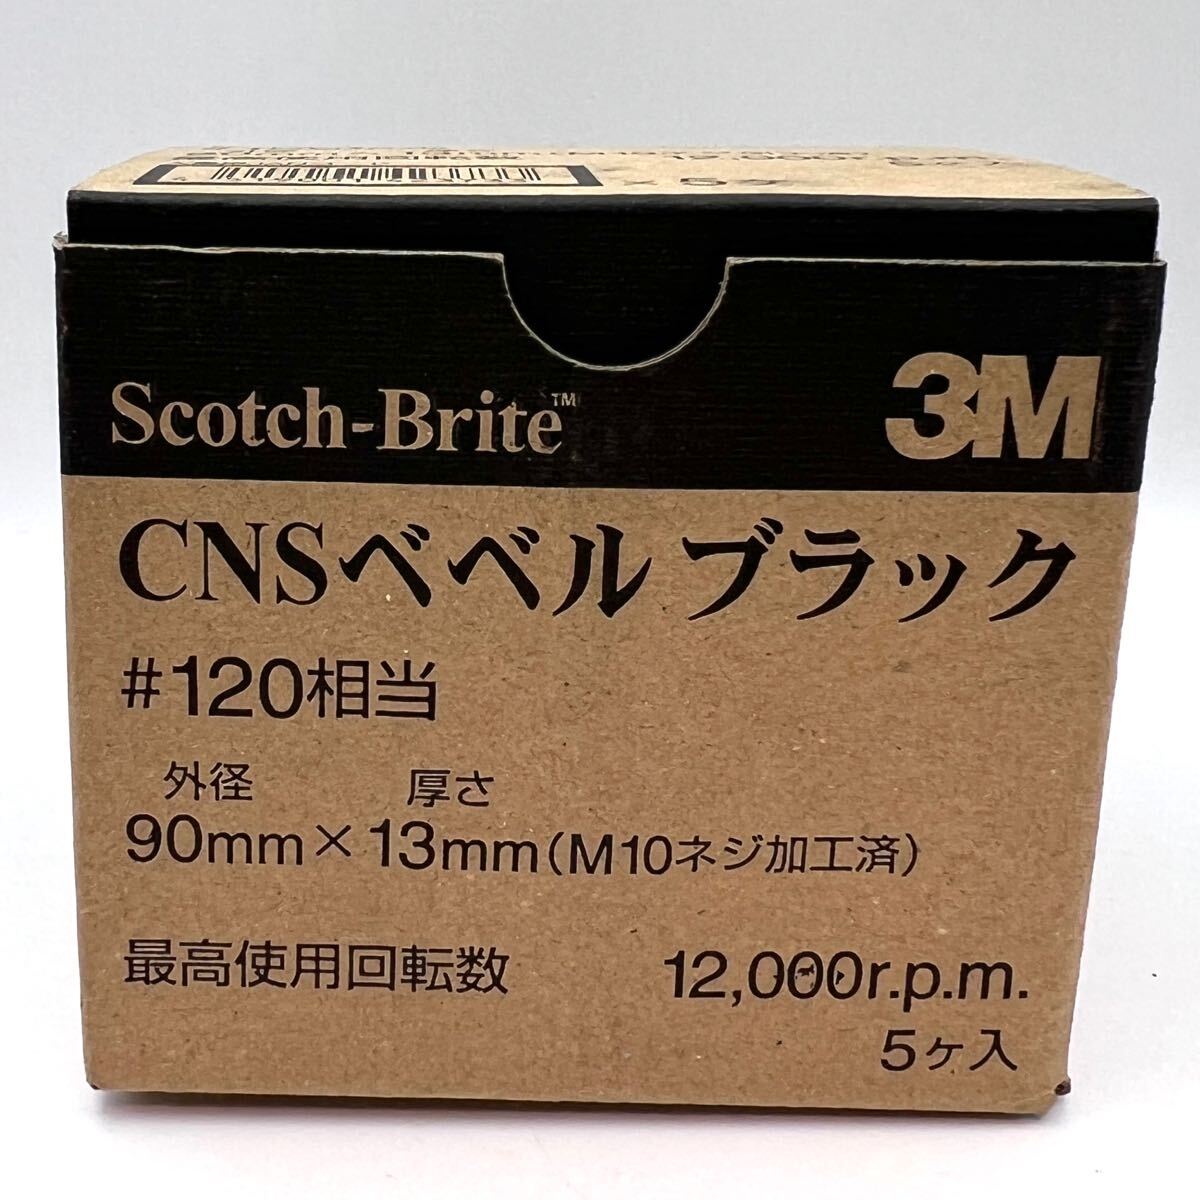 Scotch-Brite™
3M
CNSベベル ブラック
#120相当
外径 厚さ
90mm×13mm(M10ネジ加工済)
最高使用回転数 12,000r.p.m.
5ヶ入